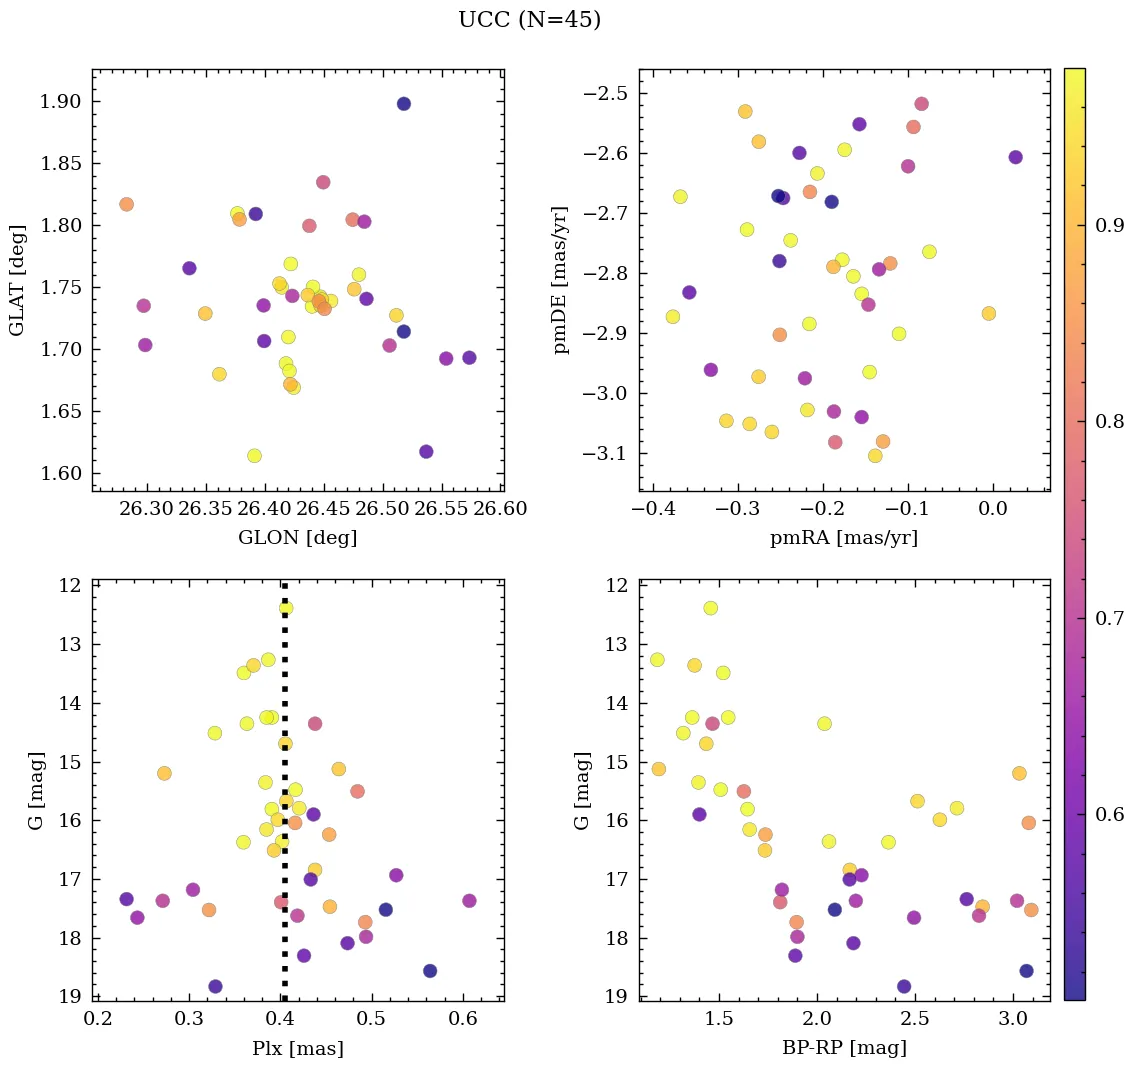 UCC (N=45)
1.90
1.85
1.80
1.75
1.70
1.65
1.60
GLAT [deg]
26.30 26.35 26.40 26.45 26.50 26.55 26.60
GLON [deg]
−2.5
−2.6
−2.7
−2.8
−2.9
−3.0
−3.1
pmDE [mas/yr]
−0.4 −0.3 −0.2 −0.1 0.0
pmRA [mas/yr]
12
13
14
15
16
17
18
19
G [mag]
0.2 0.3 0.4 0.5 0.6
Plx [mas]
12
13
14
15
16
17
18
19
G [mag]
1.5 2.0 2.5 3.0
BP-RP [mag]
0.9
0.8
0.7
0.6